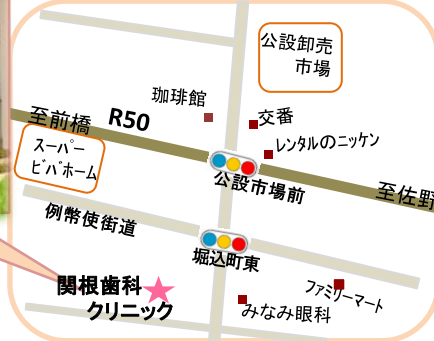 公設卸売
市場
珈琲館
交番
至前橋
R50
レンタルのニッケン
スーパー
ビバホーム
公設市場前
至佐野
例幣使街道
堀込町東
関根歯科
クリニック
ファミリーマート
みなみ眼科